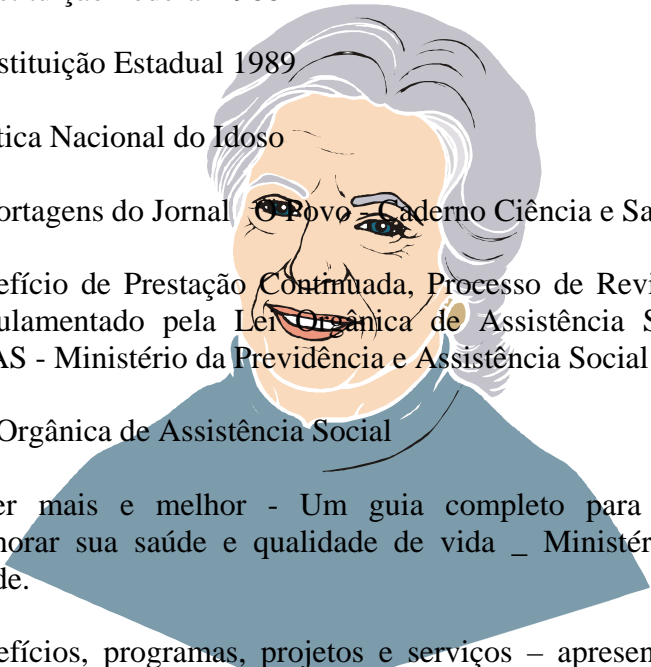 stituição Estadual 1989
tica Nacional do Idoso
ortagens do Jornal O Povo - Caderno Ciência e Sa
efício de Prestação Continuada, Processo de Revi
ulamentado pela Lei Orgânica de Assistência S
AS - Ministério da Previdência e Assistência Social
Orgânica de Assistência Social
er mais e melhor - Um guia completo para
horar sua saúde e qualidade de vida _ Ministér
de.
efícios, programas, projetos e serviços – apresen